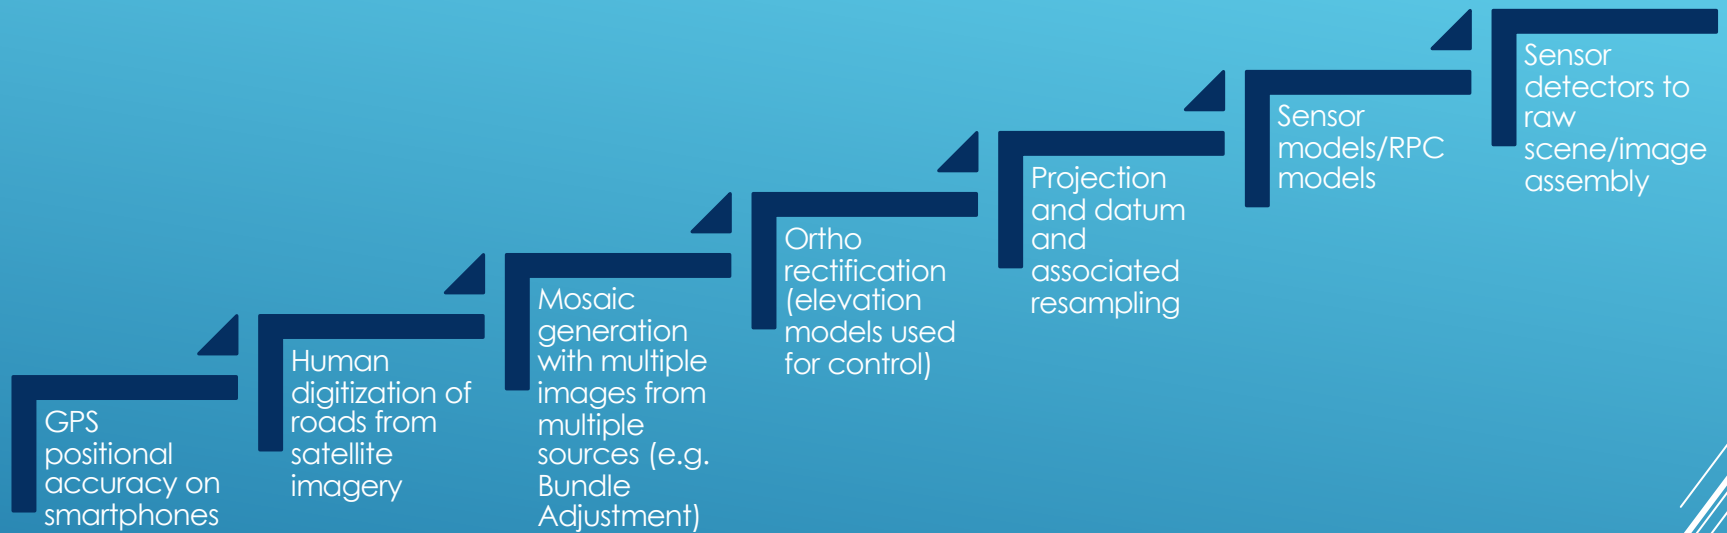 GPS
positional
accuracy on
smartphones
Human
digitization of
roads from
satellite
imagery
Mosaic
generation
with multiple
images from
multiple
sources (e.g.
Bundle
Adjustment)
Ortho
rectification
(elevation
models used
for control)
Projection
and datum
and
associated
resampling
Sensor
models/RPC
models
Sensor
detectors to
raw
scene/image
assembly